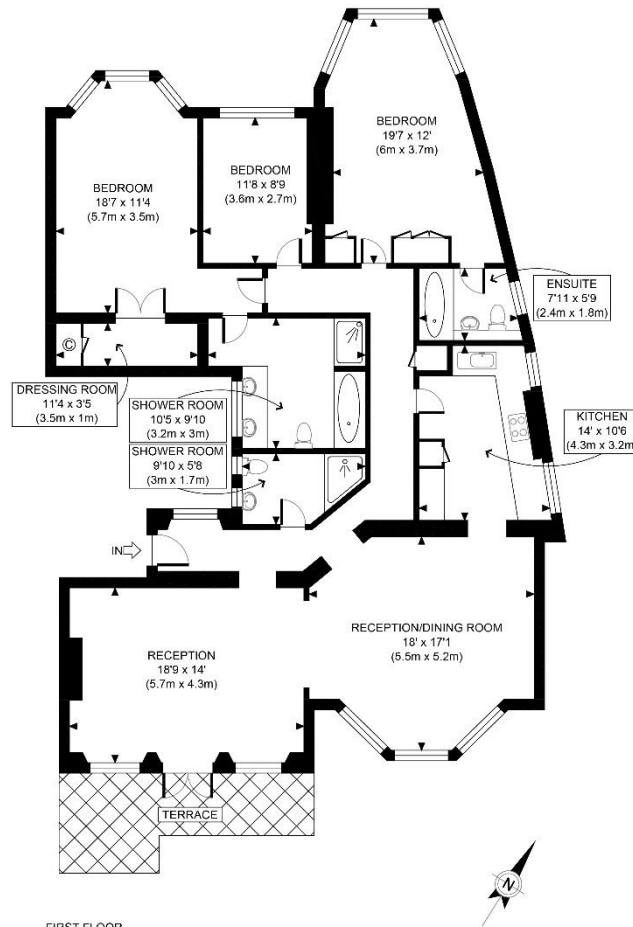 BEDROOM
19'7 x 12'
(6m x 3.7m)
BEDROOM
11'8 x 8'9
(3.6m x 2.7m)
BEDROOM
18'7 x 11'4
(5.7m x 3.5m)
ENSUITE
7'11 x 5'9
(2.4m x 1.8m)
C
DRESSING ROOM
11'4 x 3'5
(3.5m x 1m)
SHOWER ROOM
10'5 x 9'10
(3.2m x 3m)
SHOWER ROOM
9'10 x 5'8
(3m x 1.7m)
KITCHEN
14' x 10'6
(4.3m x 3.2m)
IN
RECEPTION/DINING ROOM
18' x 17'1
(5.5m x 5.2m)
RECEPTION
18'9 x 14'
(5.7m x 4.3m)
TERRACE
N
FIRST FLOOR